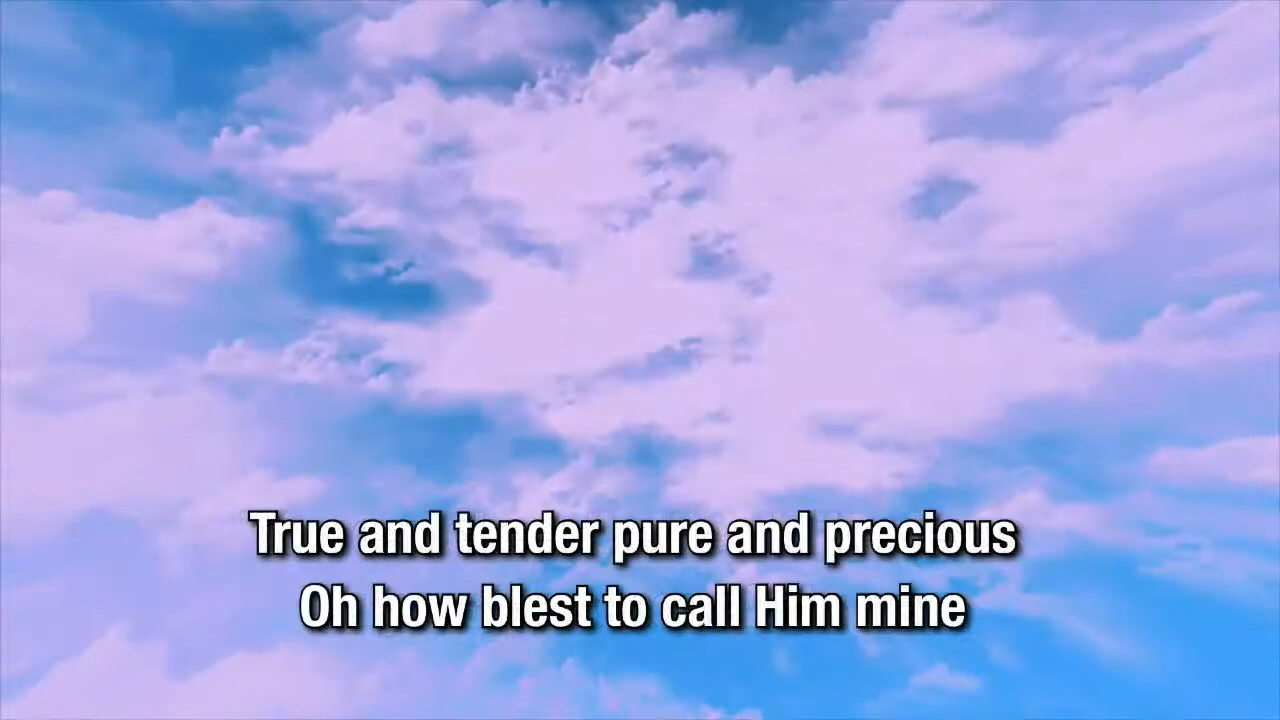 True and tender pure and precious
Oh how blest to call Him mine